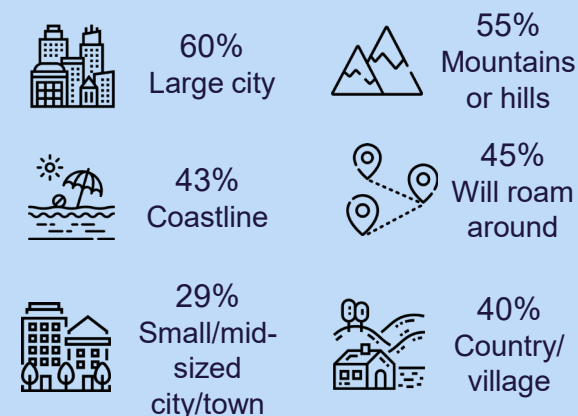 60%
Large city
55%
Mountains
or hills
43%
Coastline
45%
Will roam
around
29%
Small/mid-
sized
city/town
40%
Country/
village